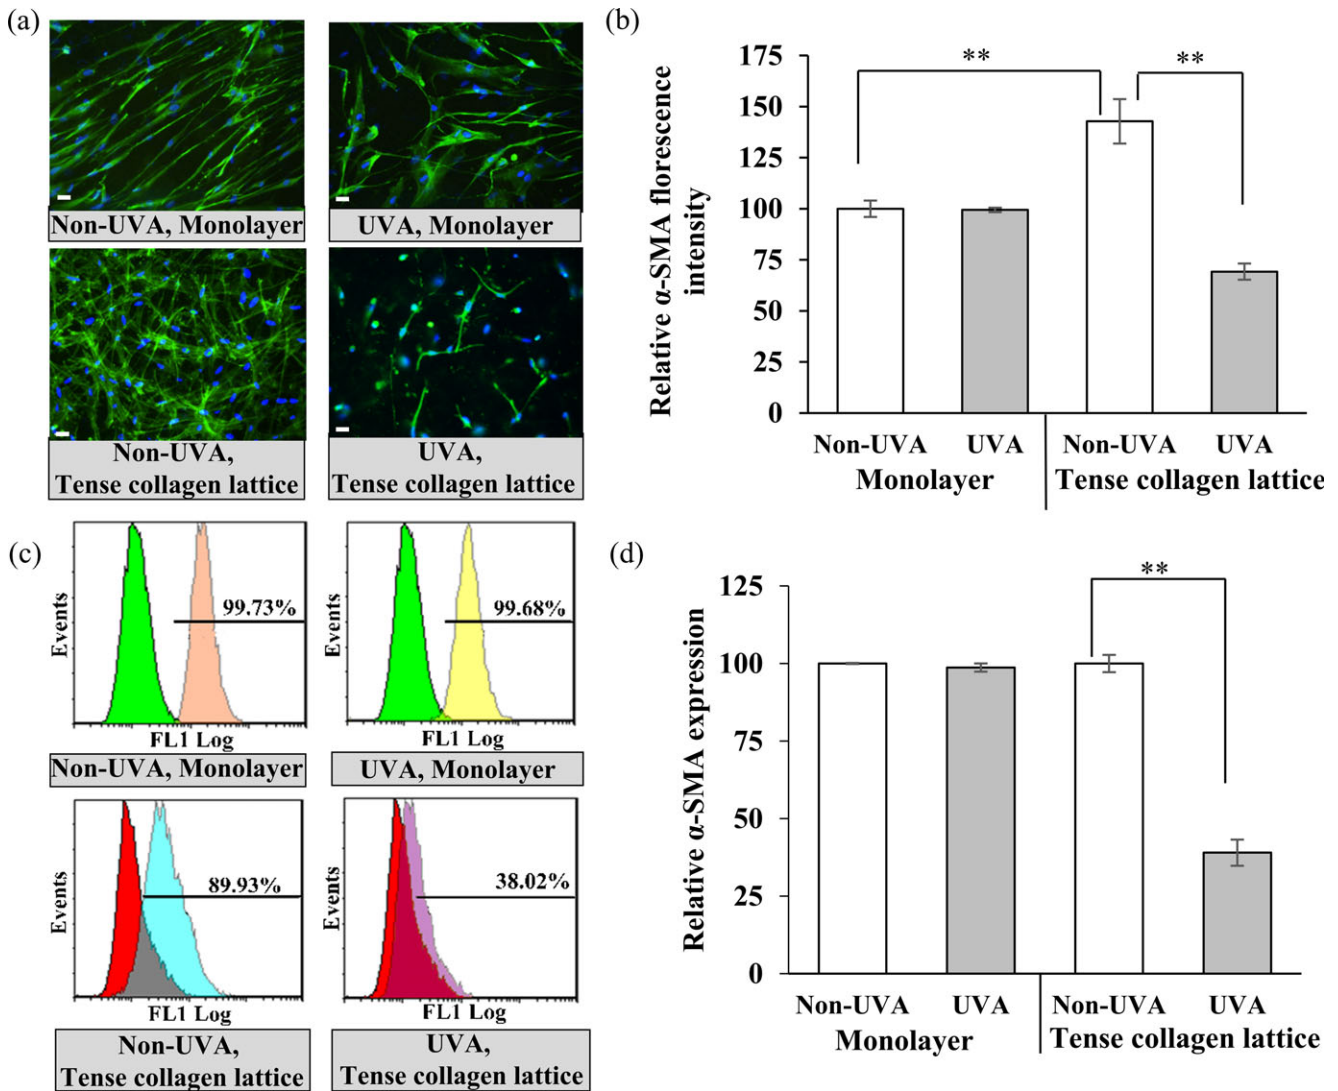 (a)
Non-UVA, Monolayer
UVA, Monolayer
Non-UVA,
Tense collagen lattice
UVA,
Tense collagen lattice
(b)
Relative α-SMA florescence
intensity
175
150
125
100
75
50
25
0
**
**
Non-UVA
UVA
Non-UVA
UVA
Monolayer
Tense collagen lattice
(c)
Events
99.73%
FL1 Log
Non-UVA, Monolayer
Events
99.68%
FL1 Log
UVA, Monolayer
Events
89.93%
FL1 Log
Non-UVA,
Tense collagen lattice
Events
38.02%
FL1 Log
UVA,
Tense collagen lattice
(d)
Relative α-SMA expression
125
100
75
50
25
0
**
Non-UVA
UVA
Non-UVA
UVA
Monolayer
Tense collagen lattice